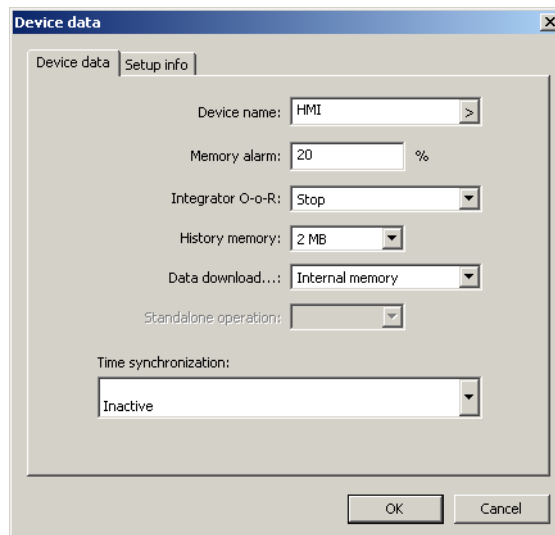 Device data
Device data Setup info
Device name: HMI >
Memory alarm: 20 %
Integrator O-o-R: Stop
History memory: 2 MB
Data download...: Internal memory
Standalone operation:
Time synchronization:
Inactive
OK Cancel